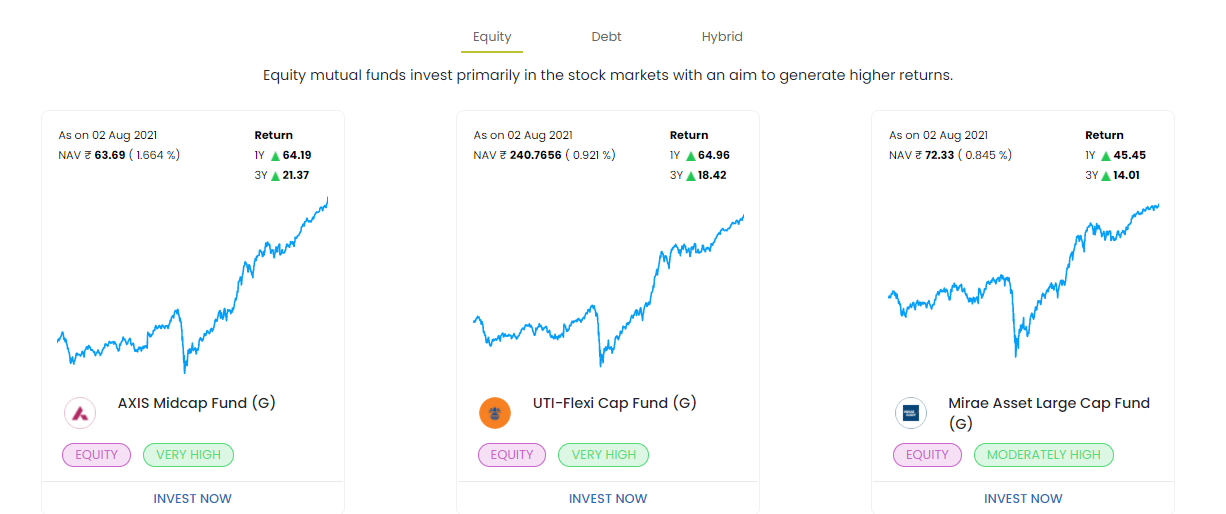 Equity Debt Hybrid
Equity mutual funds invest primarily in the stock markets with an aim to generate higher returns.
As on 02 Aug 2021 Return
NAV ₹ 63.69 ( 1.664 %) 1Y ▲ 64.19
3Y ▲ 21.37
AXIS Midcap Fund (G)
EQUITY VERY HIGH
INVEST NOW
As on 02 Aug 2021 Return
NAV ₹ 240.7656 ( 0.921 %) 1Y ▲ 64.96
3Y ▲ 18.42
UTI-Flexi Cap Fund (G)
EQUITY VERY HIGH
INVEST NOW
As on 02 Aug 2021 Return
NAV ₹ 72.33 ( 0.845 %) 1Y ▲ 45.45
3Y ▲ 14.01
Mirae Asset Large Cap Fund
(G)
EQUITY MODERATELY HIGH
INVEST NOW